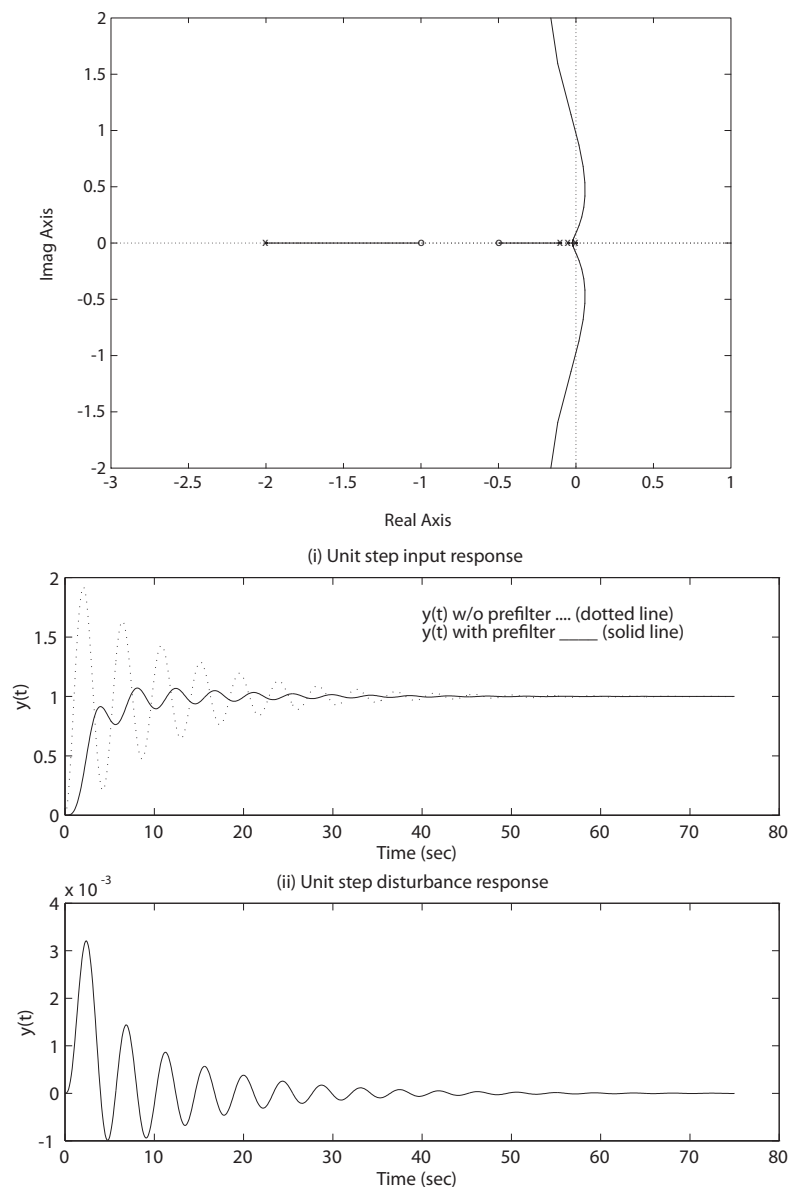 2
1.5
1
0.5
0
-0.5
-1
-1.5
-2
Imag Axis
-3 -2.5 -2 -1.5 -1 -0.5 0 0.5 1
Real Axis
(i) Unit step input response
2
1.5
1
0.5
0
y(t)
y(t) w/o prefilter .... (dotted line)
y(t) with prefilter ____ (solid line)
0 10 20 30 40 50 60 70 80
Time (sec)
x 10 -3
(ii) Unit step disturbance response
4
3
2
1
0
-1
y(t)
0 10 20 30 40 50 60 70 80
Time (sec)